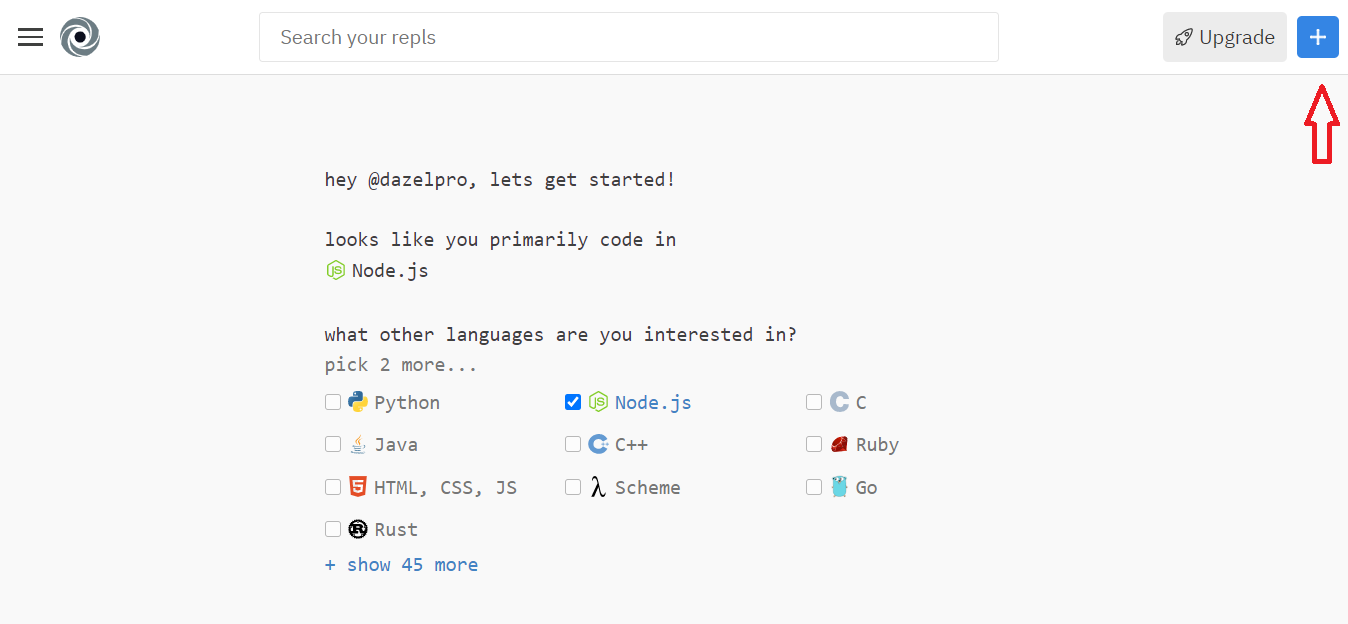 Search your repls
Upgrade
hey @dazelpro, lets get started!
looks like you primarily code in
Node.js
what other languages are you interested in?
pick 2 more...
Python
Node.js
C
Java
C++
Ruby
HTML, CSS, JS
Scheme
Go
Rust
+ show 45 more